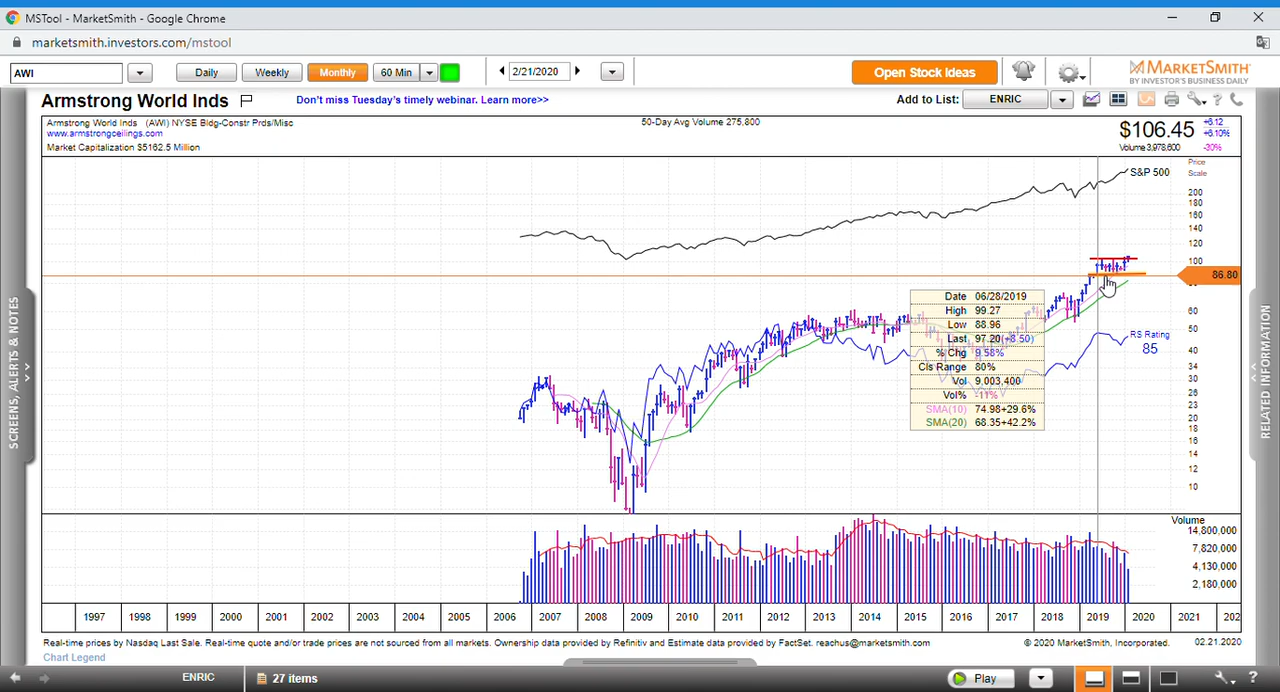 MSTool - MarketSmith - Google Chrome
marketsmith.investors.com/mstool
AWI Daily Weekly Monthly 60 Min 2/21/2020 Open Stock Ideas MARKETSMITH
BY INVESTOR'S BUSINESS DAILY
Armstrong World Inds Don't miss Tuesday's timely webinar. Learn more>> Add to List: ENRIC
Armstrong World Inds (AWI) NYSE Bldg-Constr Prds/Misc 50-Day Avg Volume 275,800
www.armstrongceilings.com
Market Capitalization $5162.5 Million
$106.45 +6.12
+6.10%
Volume 3,978,600 -30%
Price
Scale
S&P 500
200
180
160
140
120
100
86.80
60
50
40
34
30
26
23
20
18
16
14
12
10
RS Rating
85
Date 06/28/2019
High 99.27
Low 88.96
Last 97.20(+8.50)
% Chg 9.58%
Cls Range 80%
Vol 9,003,400
Vol% -11%
SMA(10) 74.98+29.6%
SMA(20) 68.35+42.2%
Volume
14,800,000
7,820,000
4,130,000
2,180,000
1997 1998 1999 2000 2001 2002 2003 2004 2005 2006 2007 2008 2009 2010 2011 2012 2013 2014 2015 2016 2017 2018 2019 2020 2021 202
Real-time prices by Nasdaq Last Sale. Real-time quote and/or trade prices are not sourced from all markets. Ownership data provided by Refinitiv and Estimate data provided by FactSet. reachus@marketsmith.com © 2020 MarketSmith, Incorporated. 02.21.2020
Chart Legend
ENRIC 27 items Play
SCREENS, ALERTS & NOTES
RELATED INFORMATION